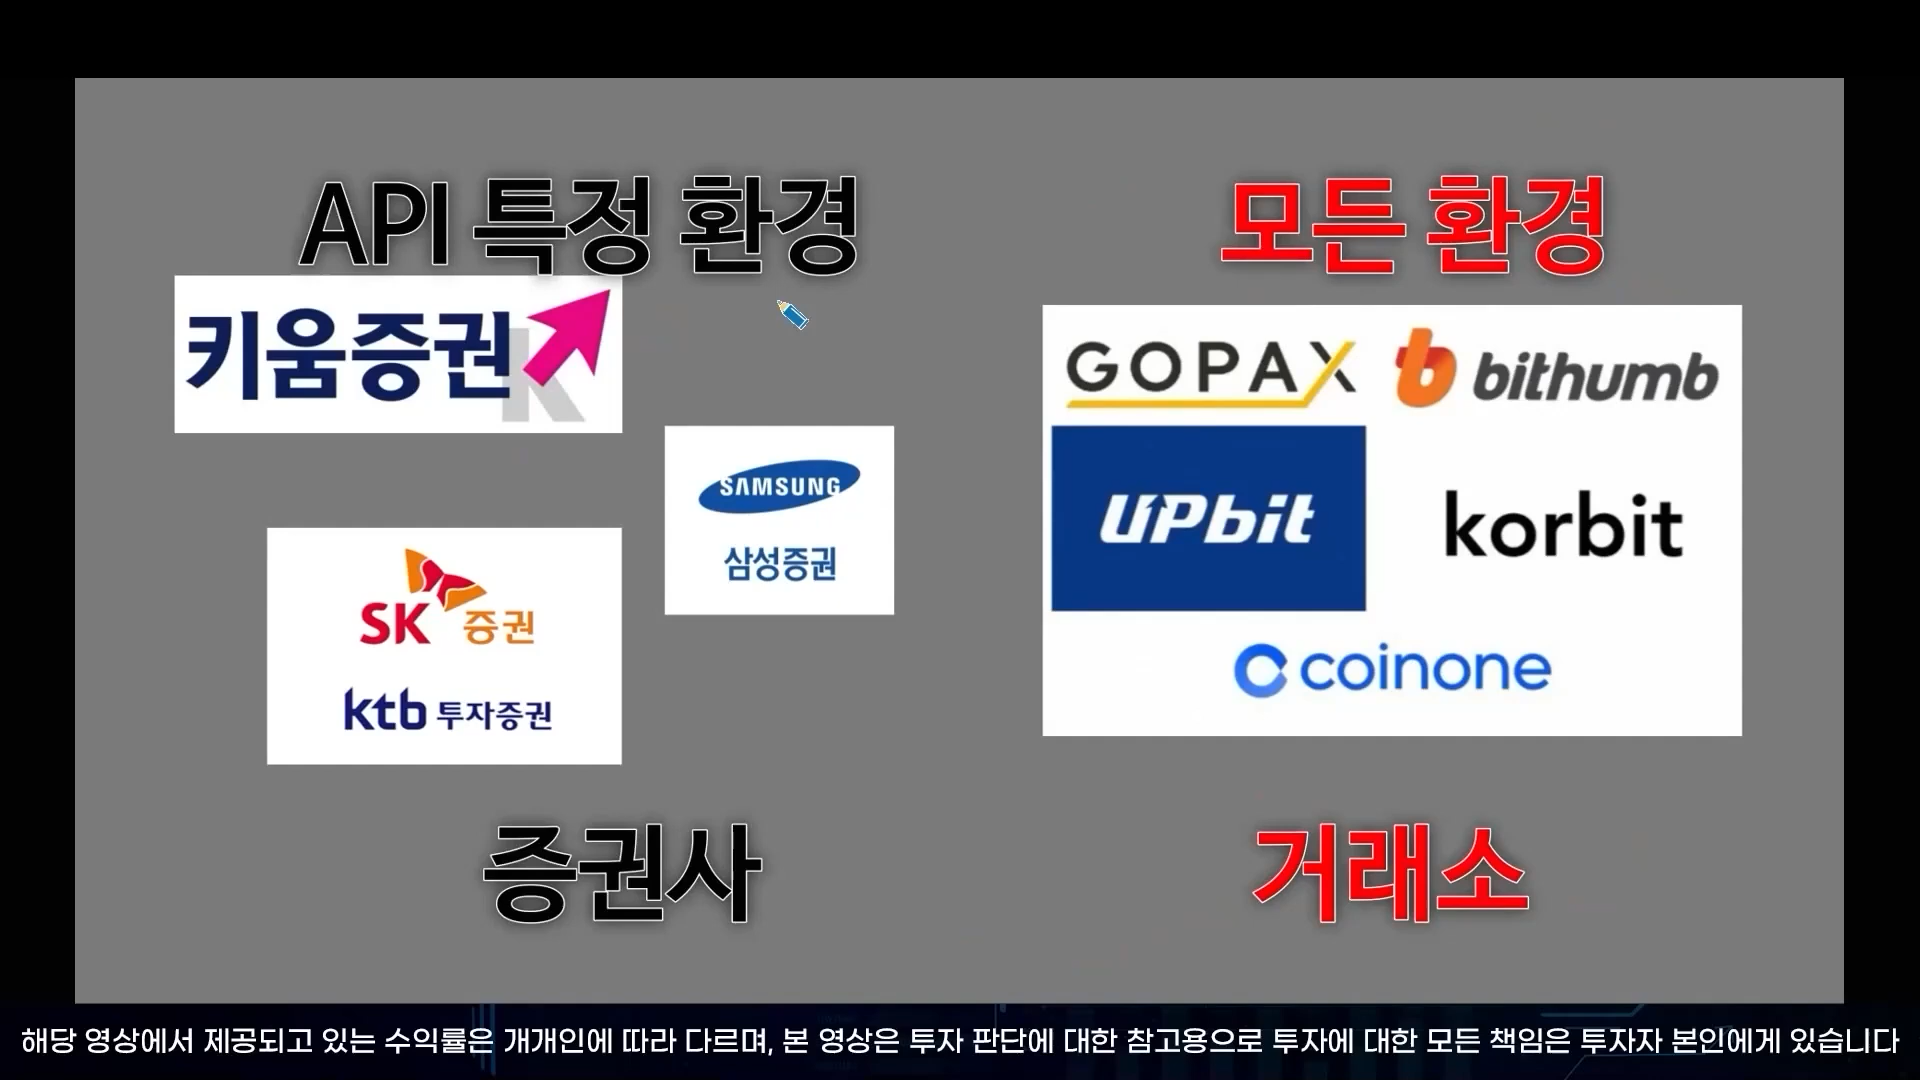 API 특정 환경
키움증권
SAMSUNG
삼성증권
SK 증권
ktb 투자증권
증권사
모든 환경
GOPAX
bithumb
UPbit
korbit
coinone
거래소
해당 영상에서 제공되고 있는 수익률은 개개인에 따라 다르며, 본 영상은 투자 판단에 대한 참고용으로 투자에 대한 모든 책임은 투자자 본인에게 있습니다